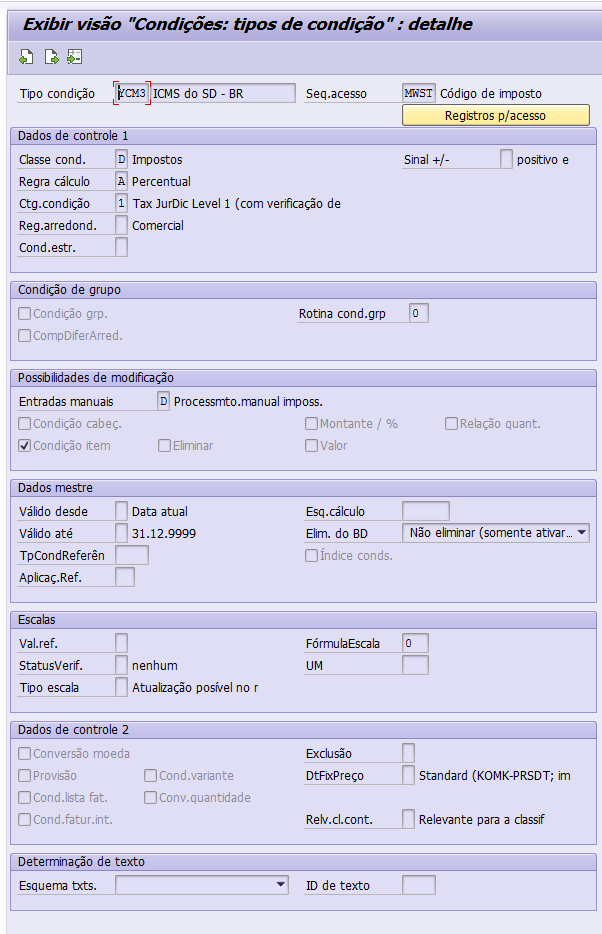 Exibir visão "Condições: tipos de condição" : detalhe
Tipo condição YCM3 ICMS do SD - BR Seq.acesso MWST Código de imposto
Registros p/acesso
Dados de controle 1
Classe cond. D Impostos Sinal +/- positivo e
Regra cálculo A Percentual
Ctg.condição 1 Tax JurDic Level 1 (com verificação de
Reg.arredond. Comercial
Cond.estr.
Condição de grupo
Condição grp. Rotina cond.grp 0
CompDiferArred.
Possibilidades de modificação
Entradas manuais D Processmto.manual imposs.
Condição cabeç. Montante / % Relação quant.
Condição item Eliminar Valor
Dados mestre
Válido desde Data atual Esq.cálculo
Válido até 31.12.9999 Elim. do BD Não eliminar (somente ativar...
TpCondReferên Índice conds.
Aplicaç.Ref.
Escalas
Val.ref. FórmulaEscala 0
StatusVerif. nenhum UM
Tipo escala Atualização posível no r
Dados de controle 2
Conversão moeda Exclusão
Provisão Cond.variante DtFixPreço Standard (KOMK-PRSDT; im
Cond.lista fat. Conv.quantidade
Cond.fatur.int. Relv.cl.cont. Relevante para a classif
Determinação de texto
Esquema txts. ID de texto